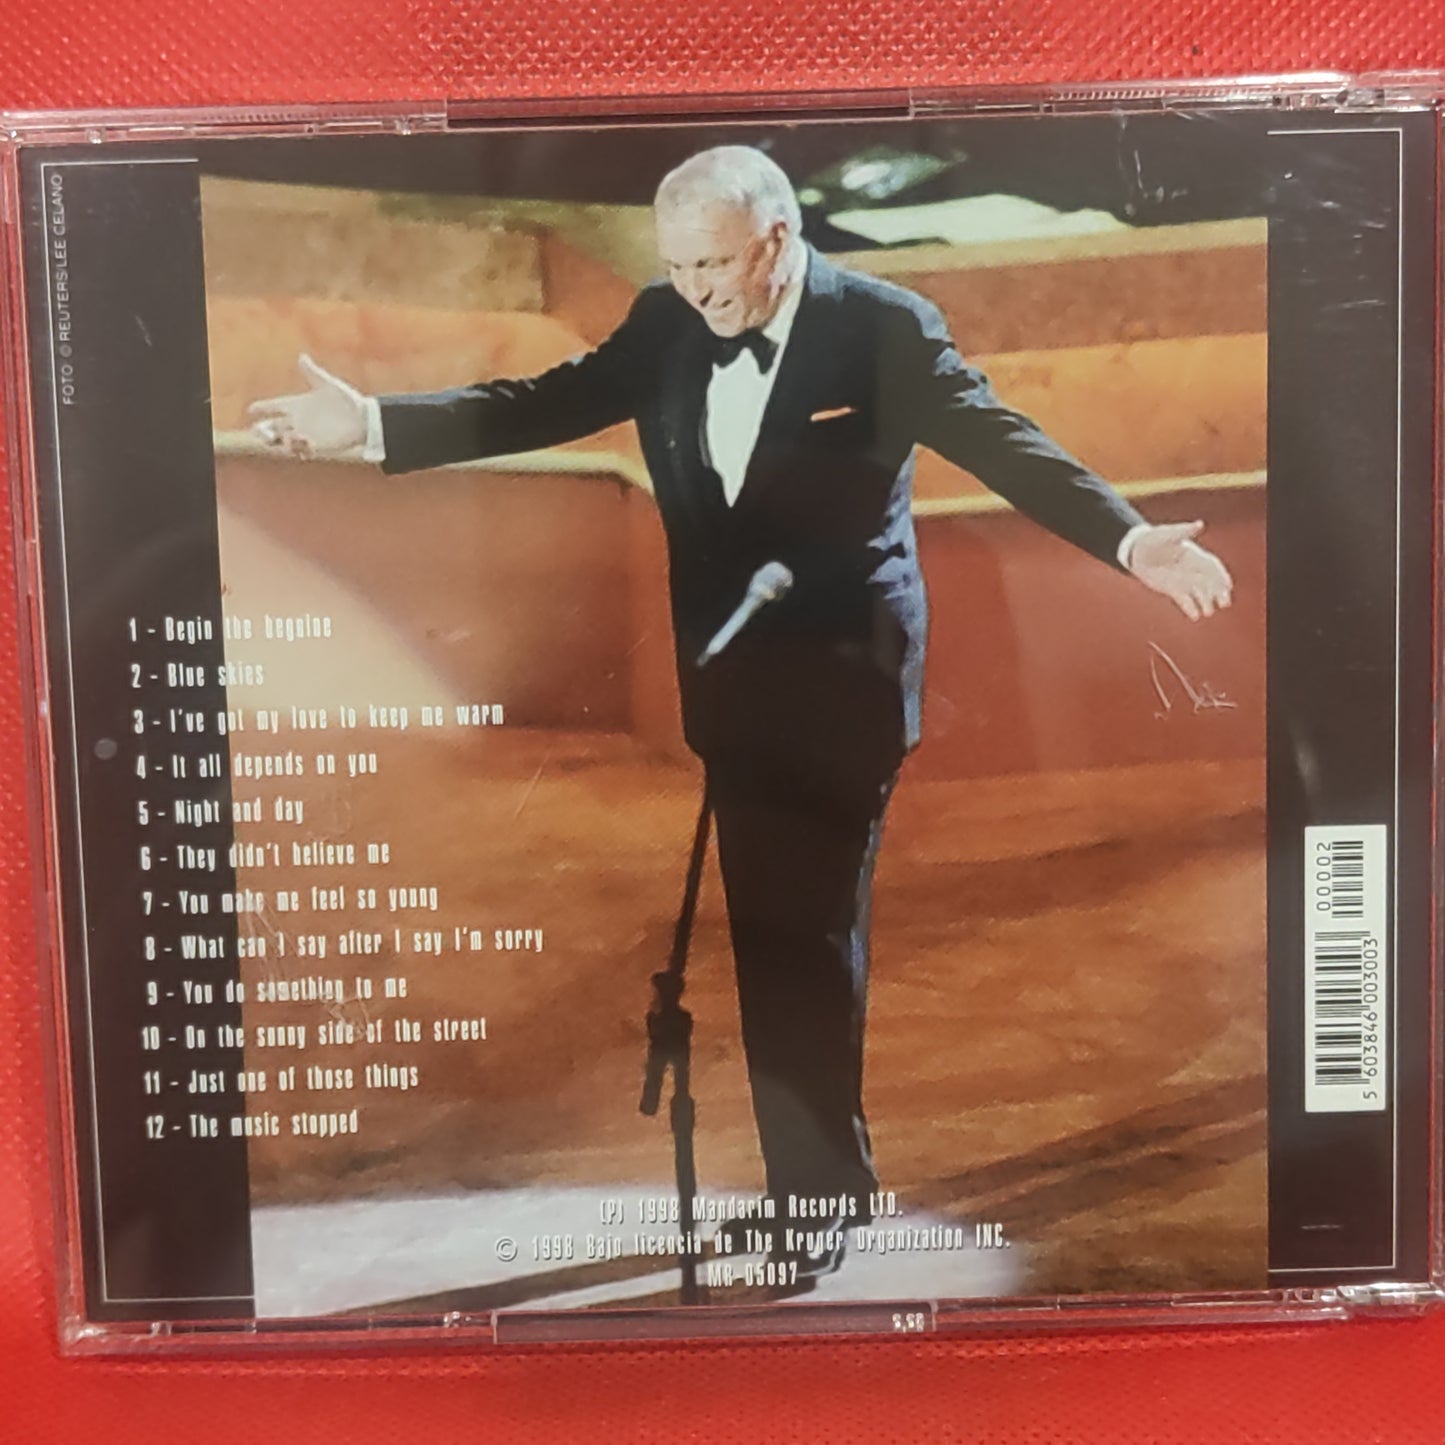 FOTO © REUTERS/LEE CELANO
1 - Begin the beguine
2 - Blue skies
3 - I've got my love to keep me warm
4 - It all depends on you
5 - Night and day
6 - They didn't believe me
7 - You make me feel so young
8 - What can I say after I say I'm sorry
9 - You do something to me
10 - On the sunny side of the street
11 - Just one of those things
12 - The music stopped
(P) 1998 Mandarim Records LTD.
© 1998 Bajo licencia de The Kruger Organization INC.
MR-05097
00002
5 603846 003003